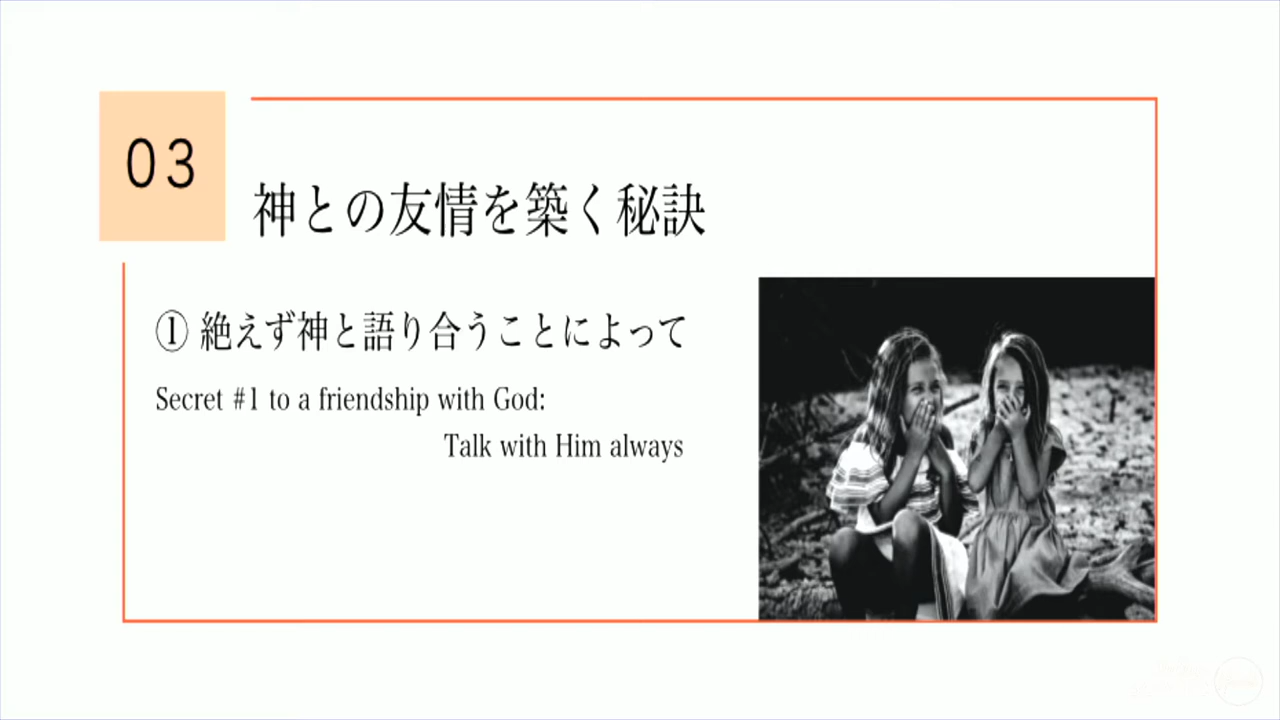 03
神との友情を築く秘訣
① 絶えず神と語り合うことによって
Secret #1 to a friendship with God:
Talk with Him always